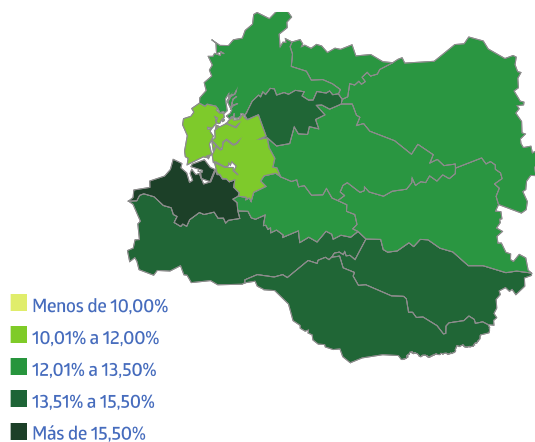 Menos de 10,00%
10,01% a 12,00%
12,01% a 13,50%
13,51% a 15,50%
Más de 15,50%